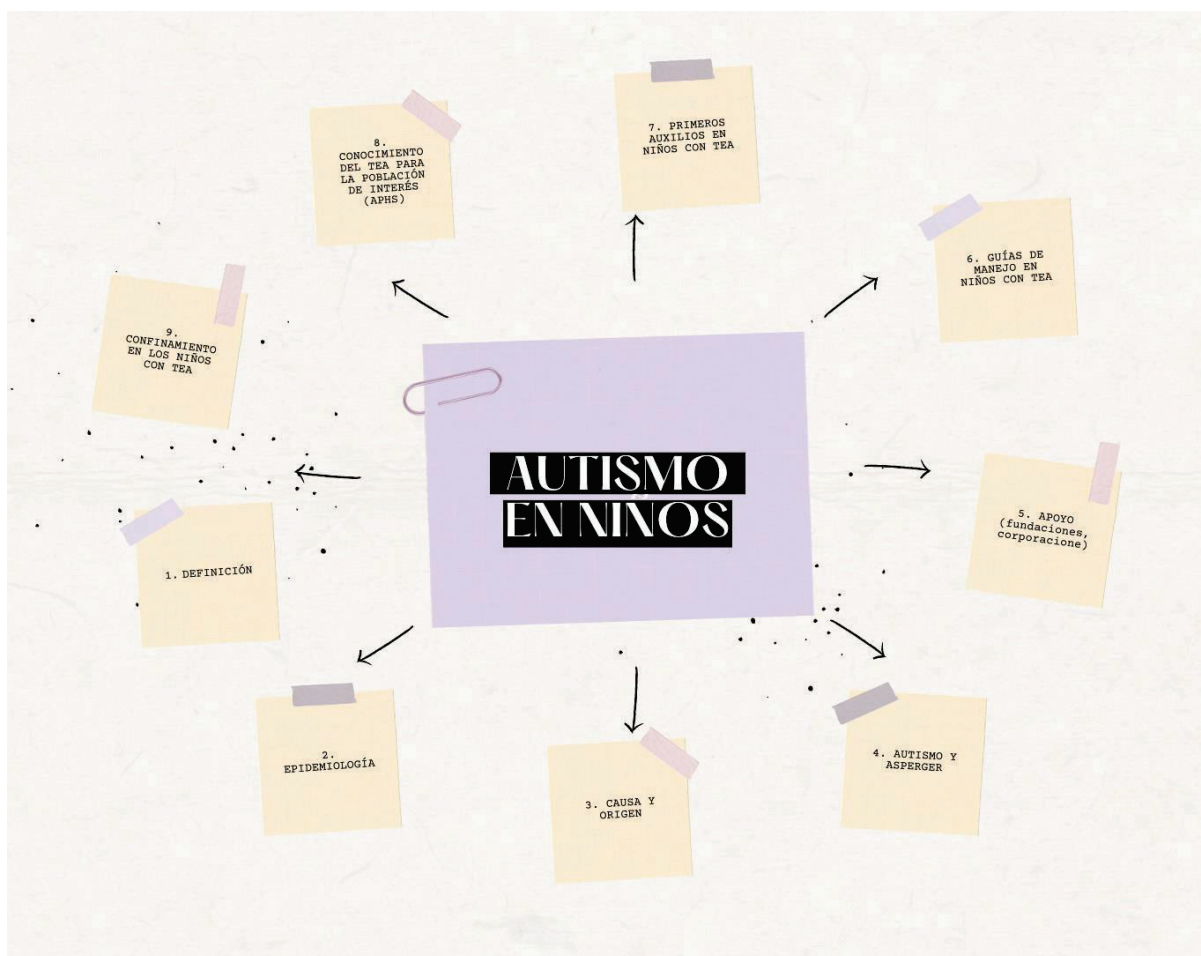 AUTISMO
EN NIÑOS
1. DEFINICIÓN
2.
EPIDEMIOLOGÍA
3. CAUSA Y
ORIGEN
4. AUTISMO Y
ASPERGER
5. APOYO
(fundaciones,
corporacione)
6. GUÍAS DE
MANEJO EN
NIÑOS CON TEA
7. PRIMEROS
AUXILIOS EN
NIÑOS CON TEA
8.
CONOCIMIENTO
DEL TEA PARA
LA POBLACIÓN
DE INTERÉS
(APHS)
9.
CONFINAMIENTO
EN LOS NIÑOS
CON TEA